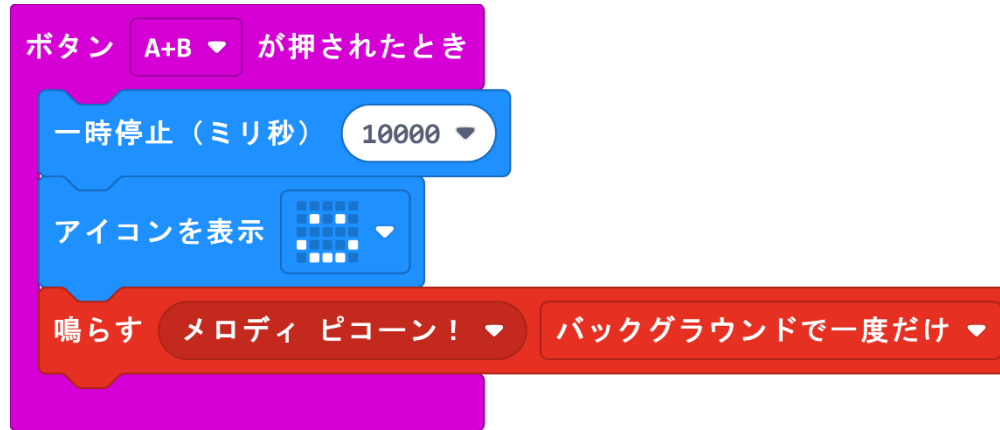 ボタン A+B が押されたとき
一時停止（ミリ秒） 10000
アイコンを表示
鳴らす メロディ ピコーン！ バックグラウンドで一度だけ